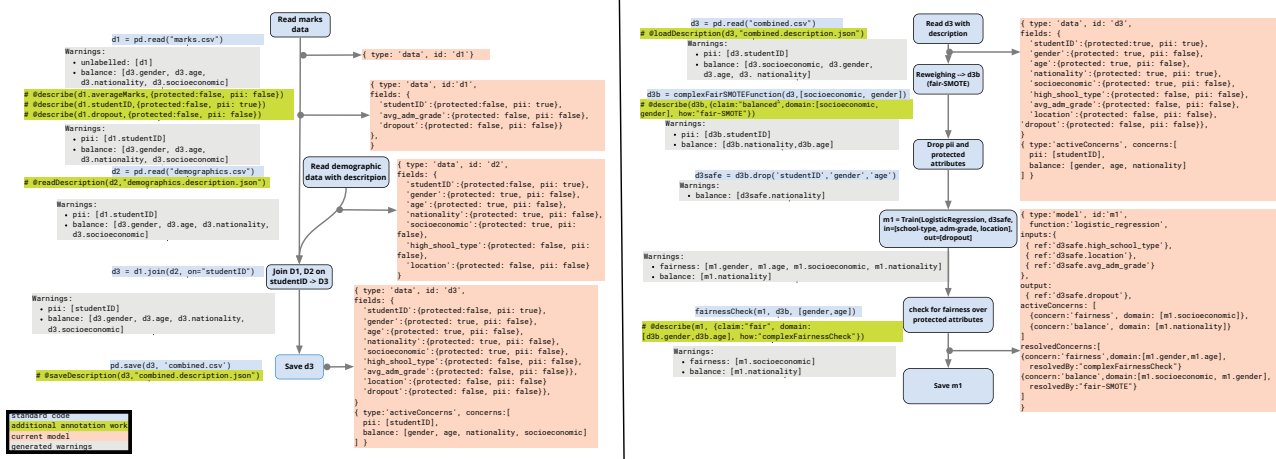 Read marks
data
d1 = pd.read("marks.csv")
Warnings:
• unlabelled: [d1]
• balance: [d3.gender, d3.age,
d3.nationality, d3.socioeconomic]
{ type: 'data', id: 'd1'}
# @describe(d1.averageMarks,{protected:false, pii: false})
# @describe(d1.studentID,{protected:false, pii: true})
# @describe(d1.dropout,{protected:false, pii: false})
{ type: 'data', id:'d1',
fields: {
'studentID':{protected:false, pii: true},
'avg_adm_grade':{protected: false, pii: false},
'dropout':{protected: false, pii: false}}
},
}
Warnings:
• pii: [d1.studentID]
• balance: [d3.gender, d3.age,
d3.nationality, d3.socioeconomic]
d2 = pd.read("demographics.csv")
# @readDescription(d2,"demographics.description.json")
Read demographic
data with descritpion
{ type: 'data', id: 'd2',
fields: {
'studentID':{protected:false, pii: true},
'gender':{protected: true, pii: false},
'age':{protected: true, pii: false},
'nationality':{protected: true, pii: false},
'socioeconomic':{protected: true, pii:
false},
'high_shool_type':{protected: false, pii:
false},
'location':{protected: false, pii: false}}
}
Warnings:
• pii: [d1.studentID]
• balance: [d3.gender, d3.age, d3.nationality,
d3.socioeconomic]
d3 = d1.join(d2, on="studentID")
Join D1, D2 on
studentID -> D3
Warnings:
• pii: [studentID]
• balance: [d3.gender, d3.age, d3.nationality,
d3.socioeconomic]
{ type: 'data', id: 'd3',
fields: {
'studentID':{protected:true, pii: true},
'gender':{protected: true, pii: false},
'age':{protected: true, pii: false},
'nationality':{protected: true, pii: false},
'socioeconomic':{protected: true, pii: false},
'high_shool_type':{protected: false, pii: false},
'avg_adm_grade':{protected: false, pii: false}},
'location':{protected: false, pii: false}
'dropout':{protected: false, pii: false}},
}
{ type:'activeConcerns', concerns:[
pii: [studentID],
balance: [gender, age, nationality, socioeconomic]
] }
pd.save(d3, 'combined.csv')
# @saveDescription(d3,"combined.description.json")
Save d3
standard code
additional annotation work
current model
generated warnings
d3 = pd.read("combined.csv")
# @loadDescription(d3,"combined.description.json")
Warnings:
• pii: [d3.studentID]
• balance: [d3.socioeconomic, d3.gender,
d3.age, d3. nationality]
Read d3 with
description
Reweighing --> d3b
(fair-SMOTE)
{ type: 'data', id: 'd3',
fields: {
'studentID':{protected:true, pii: true},
'gender':{protected: true, pii: false},
'age':{protected: true, pii: false},
'nationality':{protected: true, pii: false},
'socioeconomic':{protected: true, pii: false},
'high_shool_type':{protected: false, pii: false},
'avg_adm_grade':{protected: false, pii: false},
'location':{protected: false, pii: false}
'dropout':{protected: false, pii: false}},
}
{ type:'activeConcerns', concerns:[
pii: [studentID],
balance: [gender, age, nationality]
] }
d3b = complexFairSMOTEFunction(d3,[socioeconomic, gender])
# @describe(d3b,{claim:"balanced",domain:[socioeconomic,
gender], how:"fair-SMOTE"})
Warnings:
• pii: [d3b.studentID]
• balance: [d3b.nationality,d3b.age]
Drop pii and
protected
attributes
d3safe = d3b.drop('studentID','gender','age')
Warnings:
• balance: [d3safe.nationality]
m1 = Train(LogisticRegression, d3safe,
in=[school-type, adm-grade, location],
out=[dropout]
Warnings:
• fairness: [m1.gender, m1.age, m1.socioeconomic, m1.nationality]
• balance: [m1.nationality]
{ type:'model', id:'m1',
function:'logistic_regression',
inputs:{
{ ref:'d3safe.high_school_type'},
{ ref:'d3safe.location'},
{ ref:'d3safe.avg_adm_grade'}
},
output:
{ ref:'d3safe.dropout'},
activeConcerns: [
{concern:'fairness', domain: [m1.socioeconomic]},
{concern:'balance', domain: [m1.nationality]}
]
resolvedConcerns:[
{concern:'fairness',domain:[m1.gender,m1.age],
resolvedBy:"complexFairnessCheck"}
{concern:'balance',domain:[m1.socioeconomic, m1.gender],
resolvedBy:"fair-SMOTE"}
]
}
fairnessCheck(m1, d3b, [gender,age])
# @describe(m1, {claim:"fair", domain:
[d3b.gender,d3b.age], how:"complexFairnessCheck"})
check for fairness over
protected attributes
Warnings:
• fairness: [m1.socioeconomic]
• balance: [m1.nationality]
Save m1